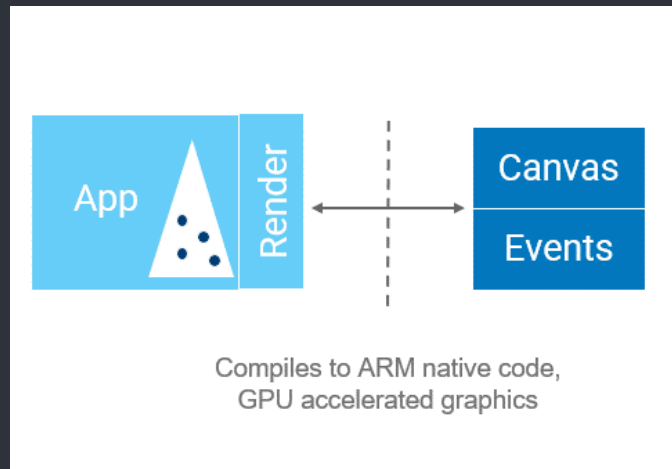 App
Render
Canvas
Events
Compiles to ARM native code,
GPU accelerated graphics